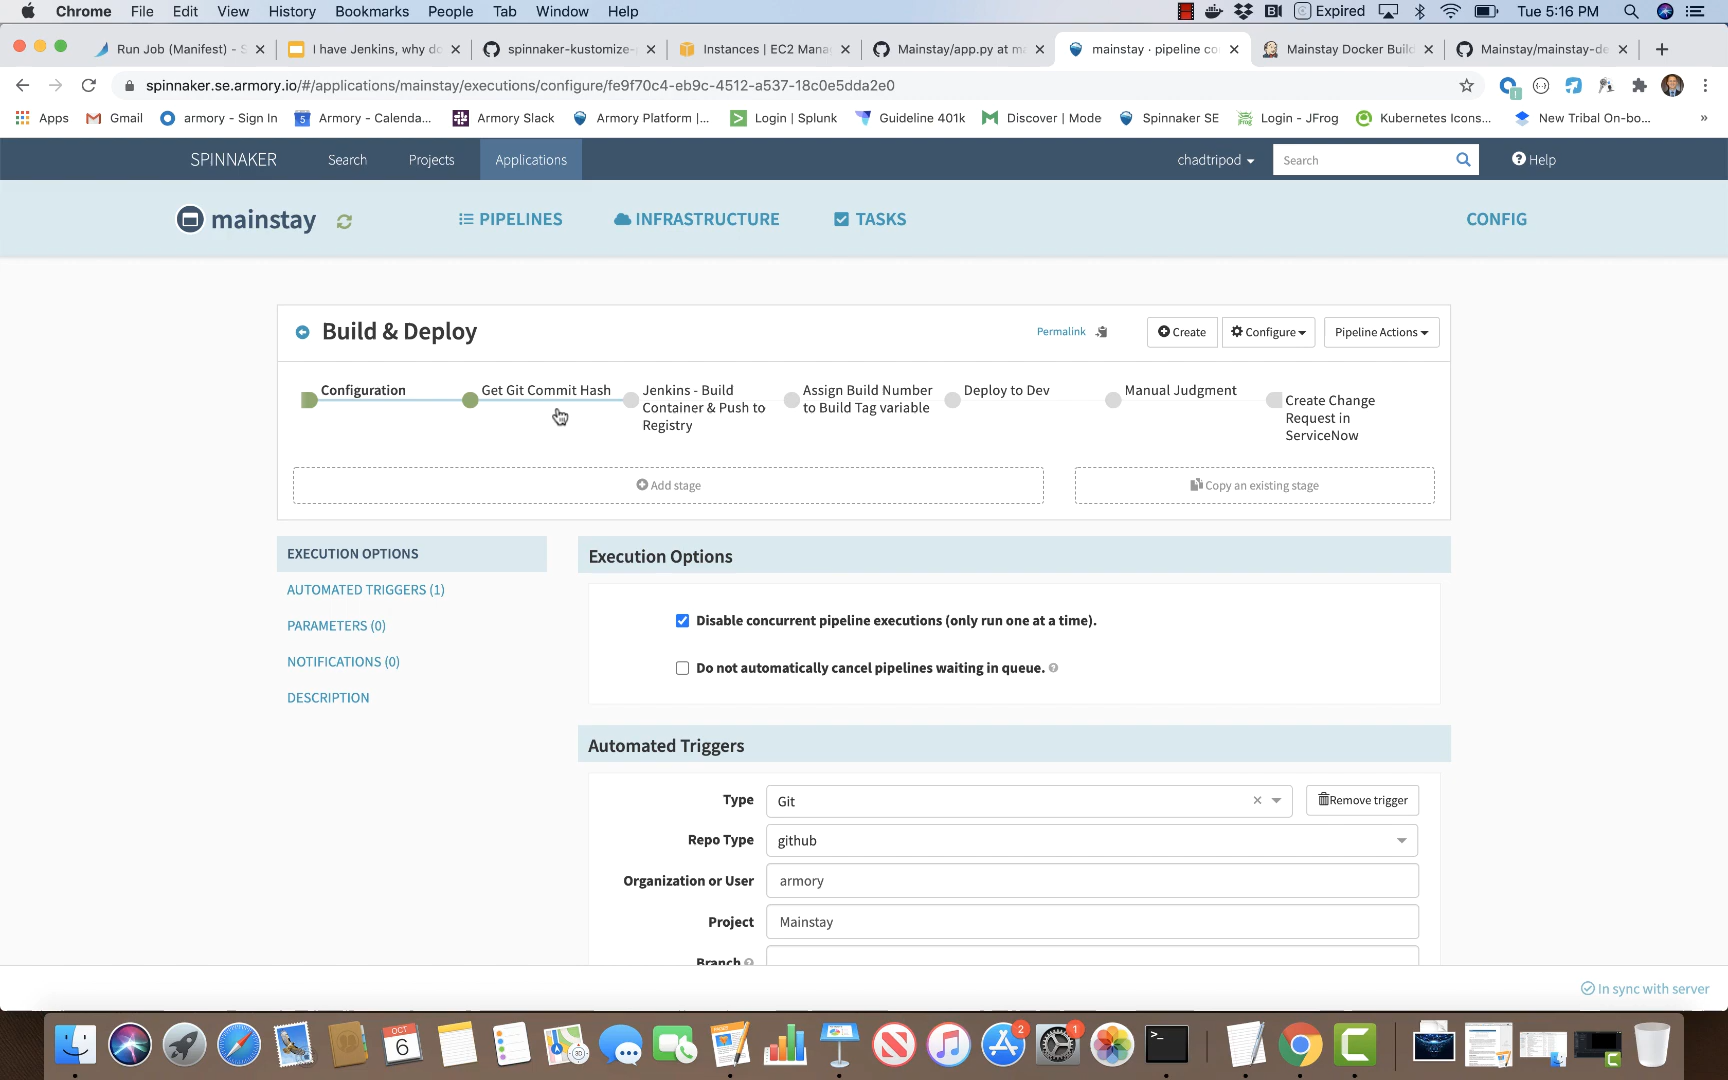 Chrome File Edit View History Bookmarks People Tab Window Help Expired Tue 5:16 PM
Run Job (Manifest) - S I have Jenkins, why do spinnaker-kustomize- Instances | EC2 Mana Mainstay/app.py at ma mainstay · pipeline co Mainstay Docker Build Mainstay/mainstay-de
spinnaker.se.armory.io/#/applications/mainstay/executions/configure/fe9f70c4-eb9c-4512-a537-18c0e5dda2e0
Apps Gmail armory - Sign In Armory - Calenda... Armory Slack Armory Platform |... Login | Splunk Guideline 401k Discover | Mode Spinnaker SE Login - JFrog Kubernetes Icons... New Tribal On-bo... »
SPINNAKER Search Projects Applications chadtripod Search Help
mainstay PIPELINES INFRASTRUCTURE TASKS CONFIG
Build & Deploy Permalink Create Configure Pipeline Actions
Configuration
Get Git Commit Hash
Jenkins - Build
Container & Push to
Registry
Assign Build Number
to Build Tag variable
Deploy to Dev
Manual Judgment
Create Change
Request in
ServiceNow
Add stage Copy an existing stage
EXECUTION OPTIONS
AUTOMATED TRIGGERS (1)
PARAMETERS (0)
NOTIFICATIONS (0)
DESCRIPTION
Execution Options
Disable concurrent pipeline executions (only run one at a time).
Do not automatically cancel pipelines waiting in queue.
Automated Triggers
Type Git Remove trigger
Repo Type github
Organization or User armory
Project Mainstay
Branch
In sync with server
OCT
6
2
1